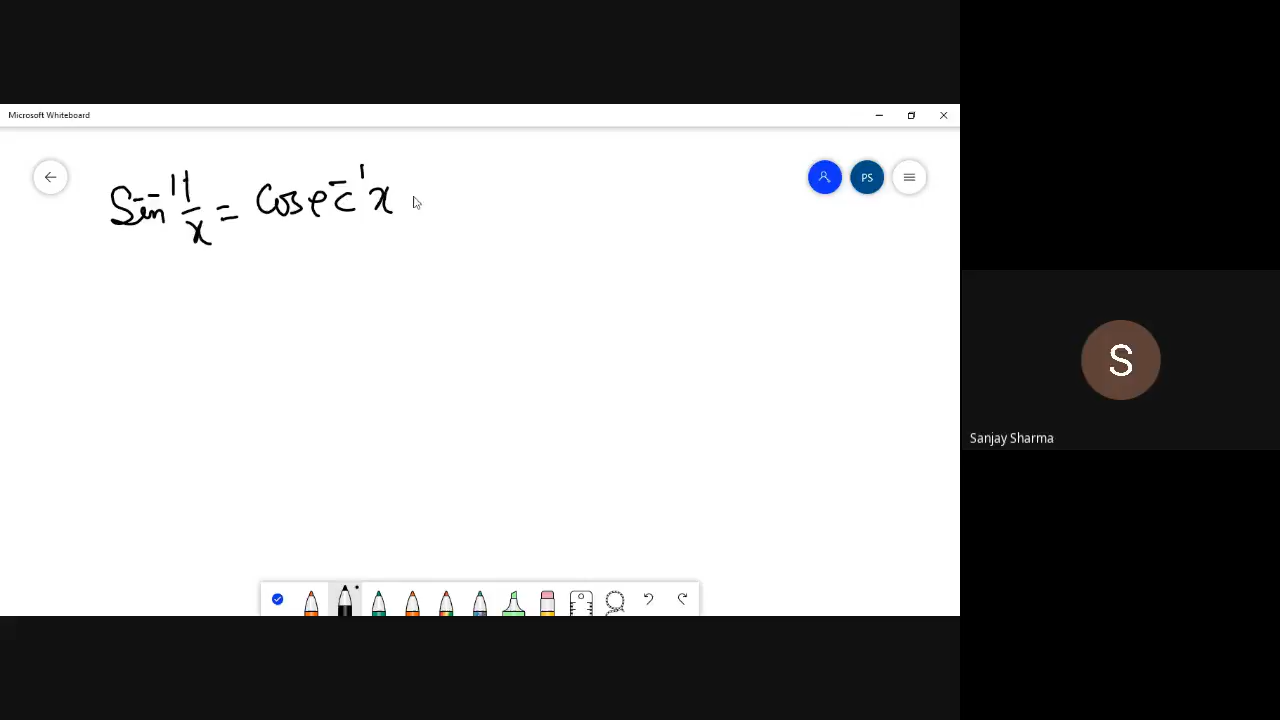 Microsoft Whiteboard
PS
Sin⁻¹ 1/x = Cosec⁻¹ x
S
Sanjay Sharma